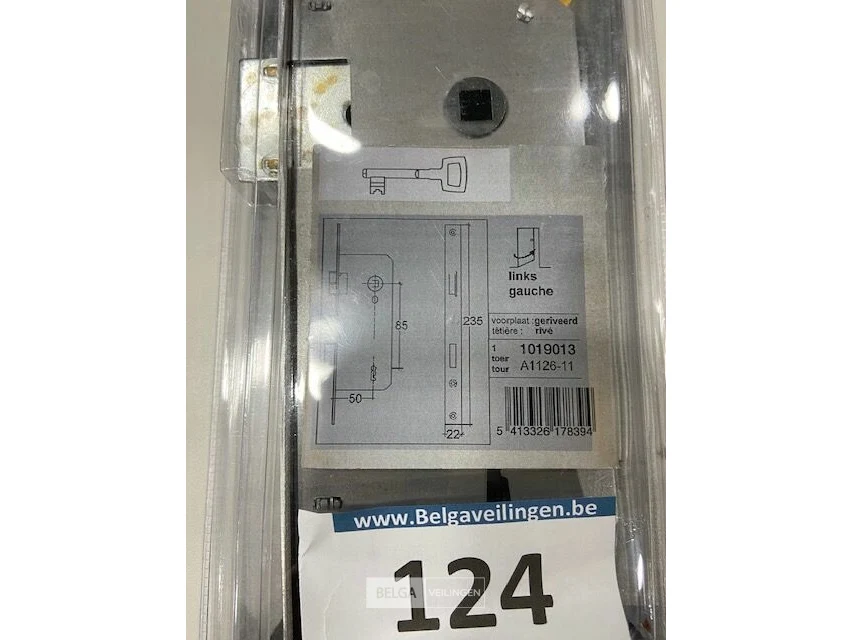 links
gauche
235
85
50
22
voorplaat : geriveerd
têtière : rivé
1 toer tour
1019013
A1126-11
5 413326 178394
www.Belgaveilingen.be
124
BELGA VEILINGEN